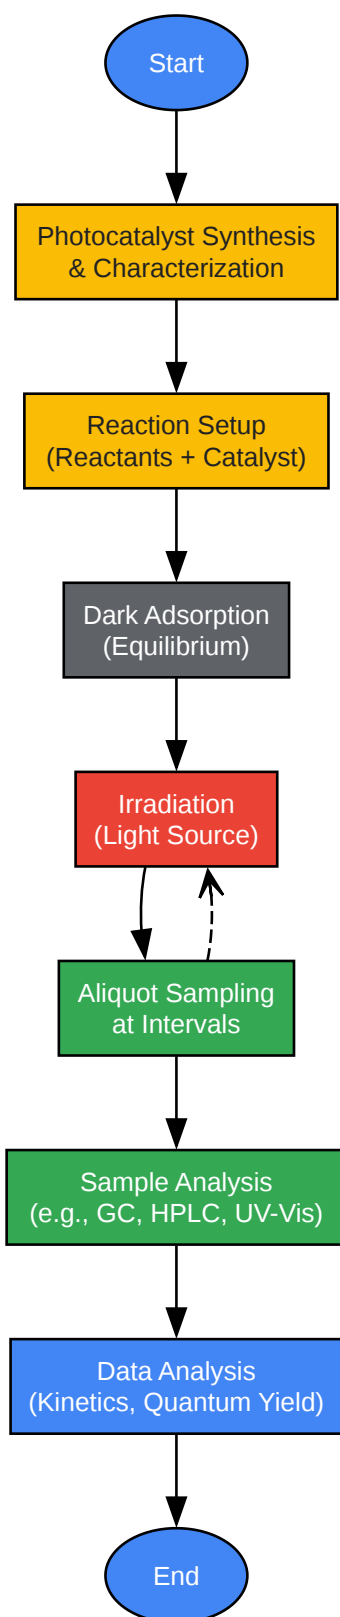 Start
Photocatalyst Synthesis
& Characterization
Reaction Setup
(Reactants + Catalyst)
Dark Adsorption
(Equilibrium)
Irradiation
(Light Source)
Aliquot Sampling
at Intervals
Sample Analysis
(e.g., GC, HPLC, UV-Vis)
Data Analysis
(Kinetics, Quantum Yield)
End